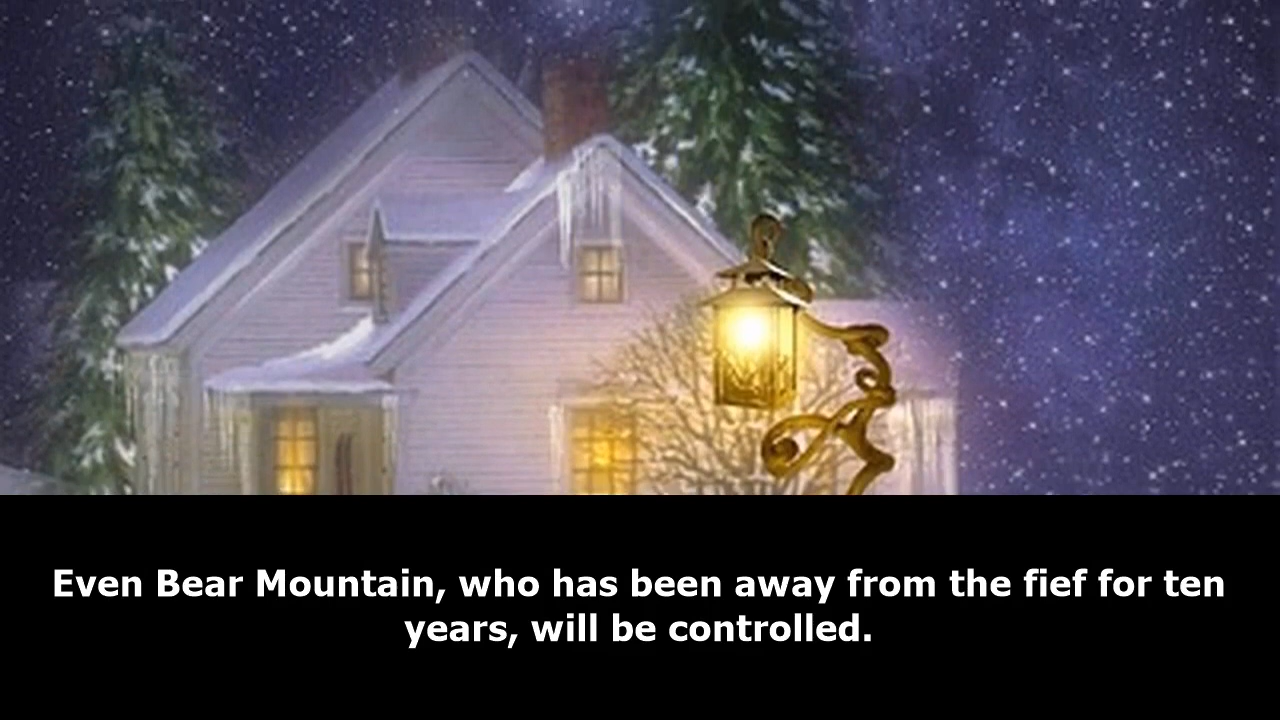 Even Bear Mountain, who has been away from the fief for ten
years, will be controlled.